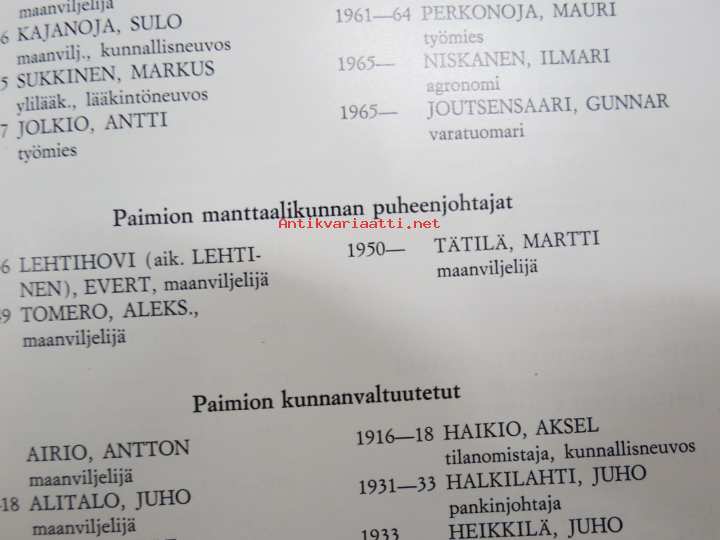 maanviljelijä
6 KAJANOJA, SULO
maanvilj., kunnallisneuvos
5 SUKKINEN, MARKUS
ylilääk., lääkintöneuvos
7 JOLKIO, ANTTI
työmies
1961—64 PERKONOJA, MAURI
työmies
1965— NISKANEN, ILMARI
agronomi
1965— JOUTSENSAARI, GUNNAR
varatuomari
Paimion manttaalikunnan puheenjohtajat
Antikvariaatti.net
6 LEHTIHOVI (aik. LEHTI-
NEN), EVERT, maanviljelijä
49 TOMERO, ALEKS.,
maanviljelijä
1950— TÄTILÄ, MARTTI
maanviljelijä
Paimion kunnanvaltuutetut
AIRIO, ANTTON
maanviljelijä
-18 ALITALO, JUHO
maanviljelijä
1916—18 HAIKIO, AKSEL
tilanomistaja, kunnallisneuvos
1931—33 HALKILAHTI, JUHO
pankinjohtaja
1933 HEIKKILÄ, JUHO